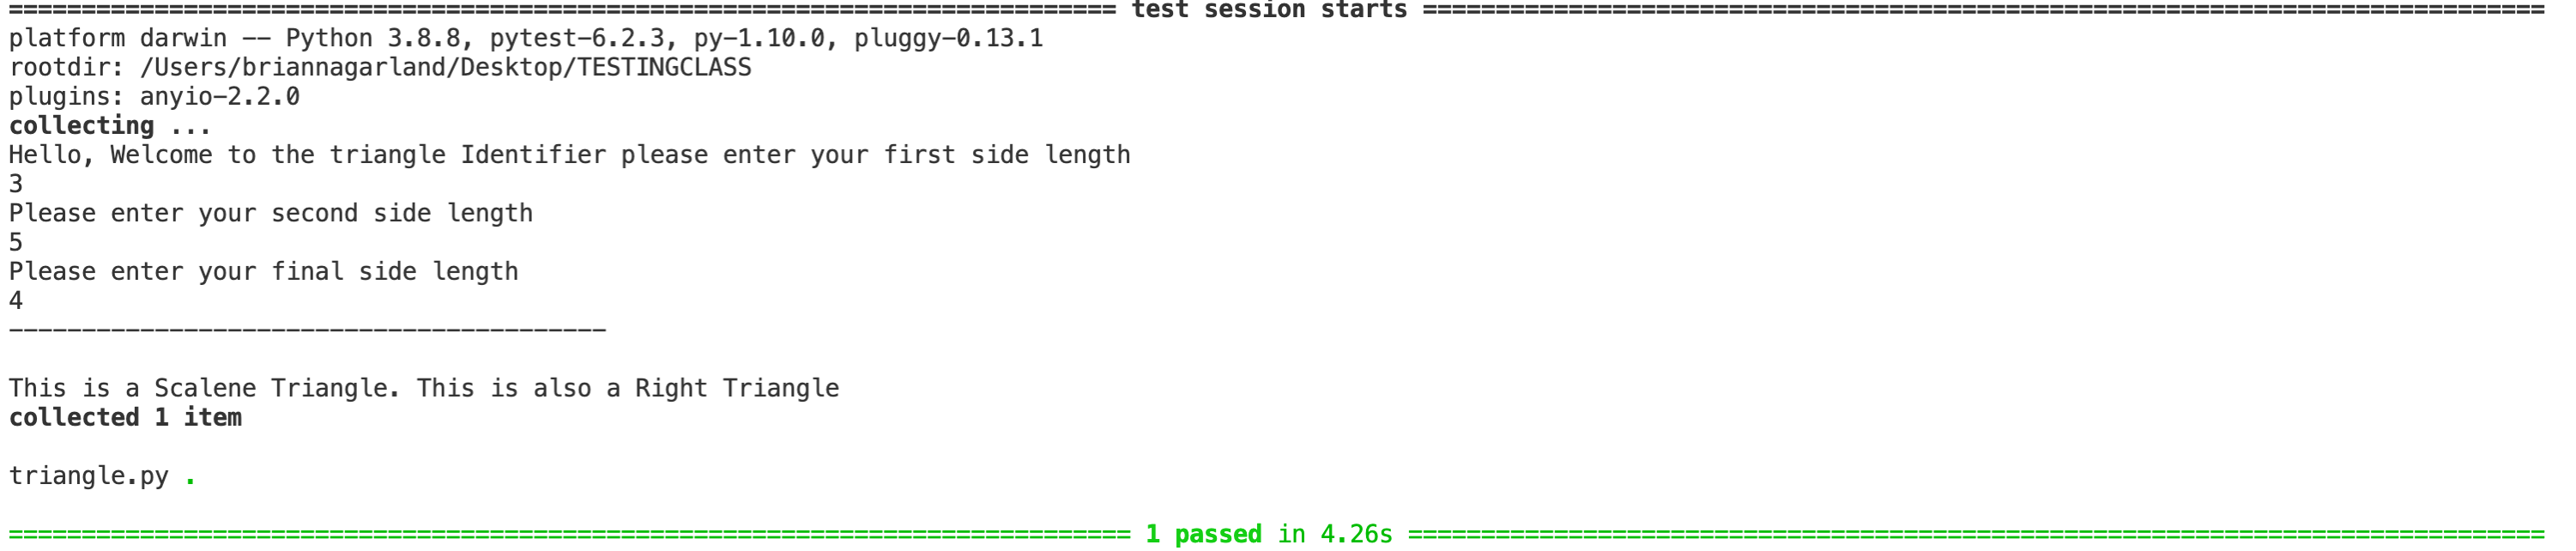 ============================================================================ test session starts =============================================================================
platform darwin -- Python 3.8.8, pytest-6.2.3, py-1.10.0, pluggy-0.13.1
rootdir: /Users/briannagarland/Desktop/TESTINGCLASS
plugins: anyio-2.2.0
collecting ...
Hello, Welcome to the triangle Identifier please enter your first side length
3
Please enter your second side length
5
Please enter your final side length
4
-----------------------------------------
This is a Scalene Triangle. This is also a Right Triangle
collected 1 item
triangle.py .
============================================================================= 1 passed in 4.26s ==============================================================================